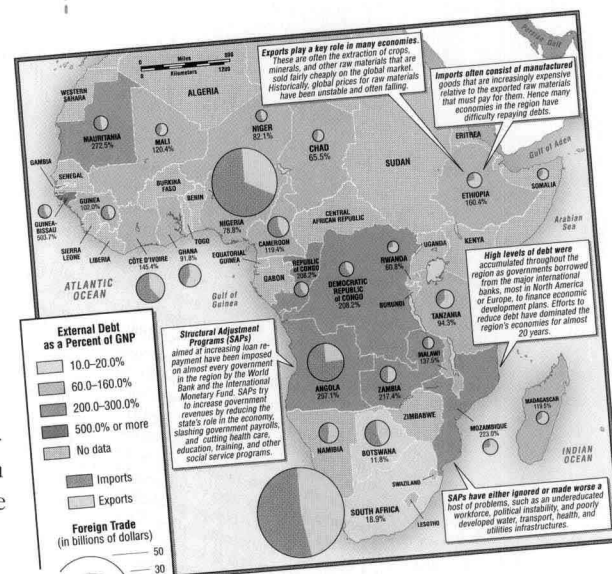 Miles
0
600
0
1200
Kilometers
Exports play a key role in many economies.
These are often the extraction of crops,
minerals, and other raw materials that are
sold fairly cheaply on the global market.
Historically, global prices for raw materials
have been unstable and often falling.
Imports often consist of manufactured
goods that are increasingly expensive
relative to the exported raw materials
that must pay for them. Hence many
economies in the region have
difficulty repaying debts.
Persian Gulf
WESTERN
SAHARA
ALGERIA
MAURITANIA
272.5%
MALI
120.4%
NIGER
82.1%
CHAD
65.5%
SUDAN
ERITREA
Gulf of Aden
GAMBIA
SENEGAL
GUINEA-
BISSAU
503.7%
GUINEA
102.0%
BURKINA
FASO
BENIN
NIGERIA
78.8%
ETHIOPIA
160.4%
SOMALIA
Arabian
Sea
SIERRA
LEONE
LIBERIA
CÔTE D'IVOIRE
145.4%
GHANA
91.8%
TOGO
CAMEROON
119.4%
EQUATORIAL
GUINEA
CENTRAL
AFRICAN REPUBLIC
UGANDA
KENYA
ATLANTIC
OCEAN
Gulf of
Guinea
GABON
REPUBLIC
of CONGO
208.2%
DEMOCRATIC
REPUBLIC
of CONGO
208.2%
RWANDA
60.8%
BURUNDI
TANZANIA
94.3%
High levels of debt were
accumulated throughout the
region as governments borrowed
from the major international
banks, most in North America
or Europe, to finance economic
development plans. Efforts to
reduce debt have dominated the
region's economies for almost
20 years.
Structural Adjustment
Programs (SAPs)
aimed at increasing loan re-
payment have been imposed
on almost every government
in the region by the World
Bank and the International
Monetary Fund. SAPs try
to increase government
revenues by reducing the
state's role in the economy,
slashing government payrolls,
and cutting health care,
education, training, and other
social service programs.
ANGOLA
257.1%
ZAMBIA
217.4%
MALAWI
137.5%
ZIMBABWE
MOZAMBIQUE
223.0%
MADAGASCAR
119.5%
NAMIBIA
BOTSWANA
11.8%
INDIAN
OCEAN
SWAZILAND
SOUTH AFRICA
18.9%
LESOTHO
SAPs have either ignored or made worse a
host of problems, such as an undereducated
workforce, political instability, and poorly
developed water, transport, health, and
utilities infrastructures.
External Debt
as a Percent of GNP
10.0–20.0%
60.0–160.0%
200.0–300.0%
500.0% or more
No data
Imports
Exports
Foreign Trade
(in billions of dollars)
50
30